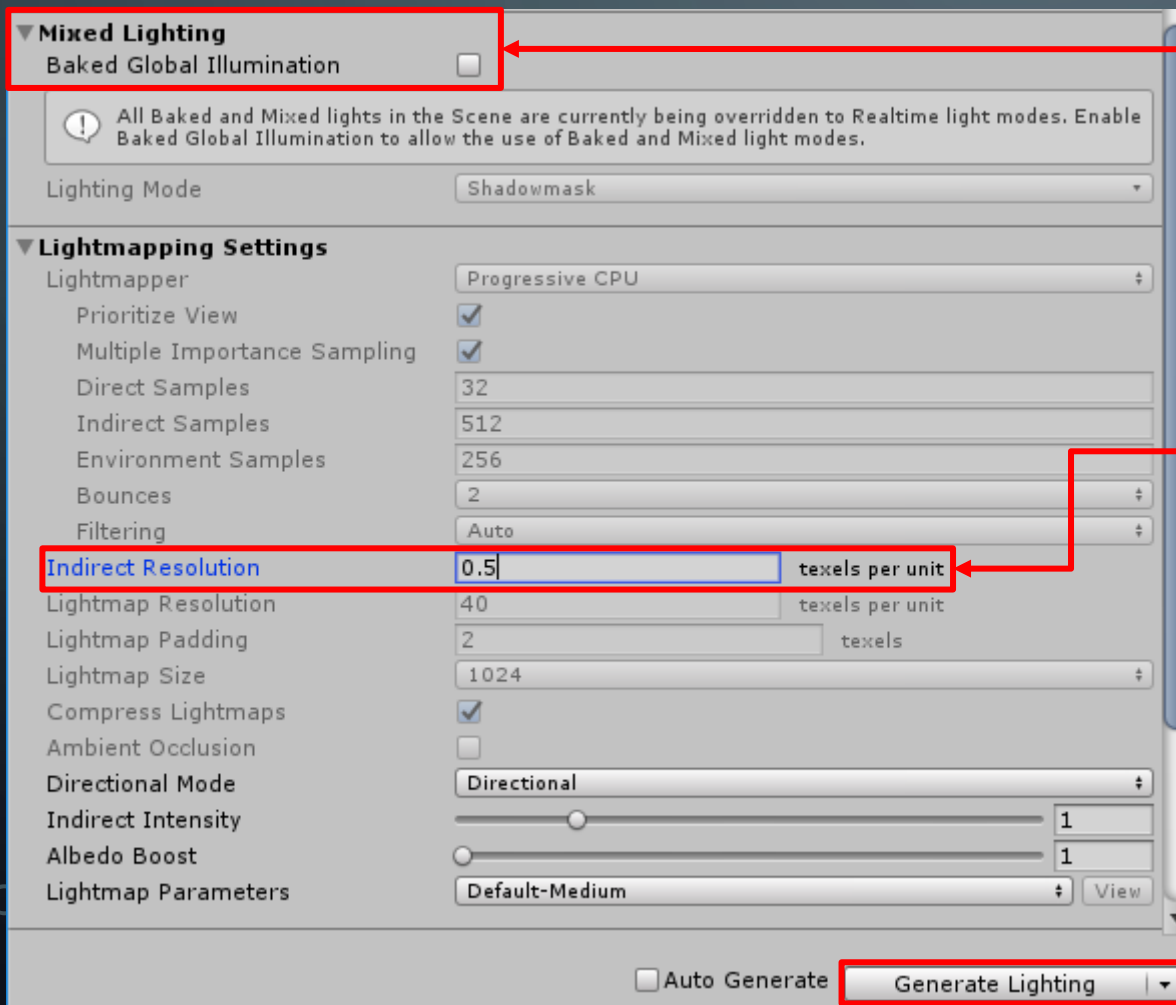 Mixed Lighting
Baked Global Illumination
All Baked and Mixed lights in the Scene are currently being overridden to Realtime light modes. Enable
Baked Global Illumination to allow the use of Baked and Mixed light modes.
Lighting Mode Shadowmask
Lightmapping Settings
Lightmapper Progressive CPU
Prioritize View
Multiple Importance Sampling
Direct Samples 32
Indirect Samples 512
Environment Samples 256
Bounces 2
Filtering Auto
Indirect Resolution 0.5 texels per unit
Lightmap Resolution 40 texels per unit
Lightmap Padding 2 texels
Lightmap Size 1024
Compress Lightmaps
Ambient Occlusion
Directional Mode Directional
Indirect Intensity 1
Albedo Boost 1
Lightmap Parameters Default-Medium View
Auto Generate Generate Lighting